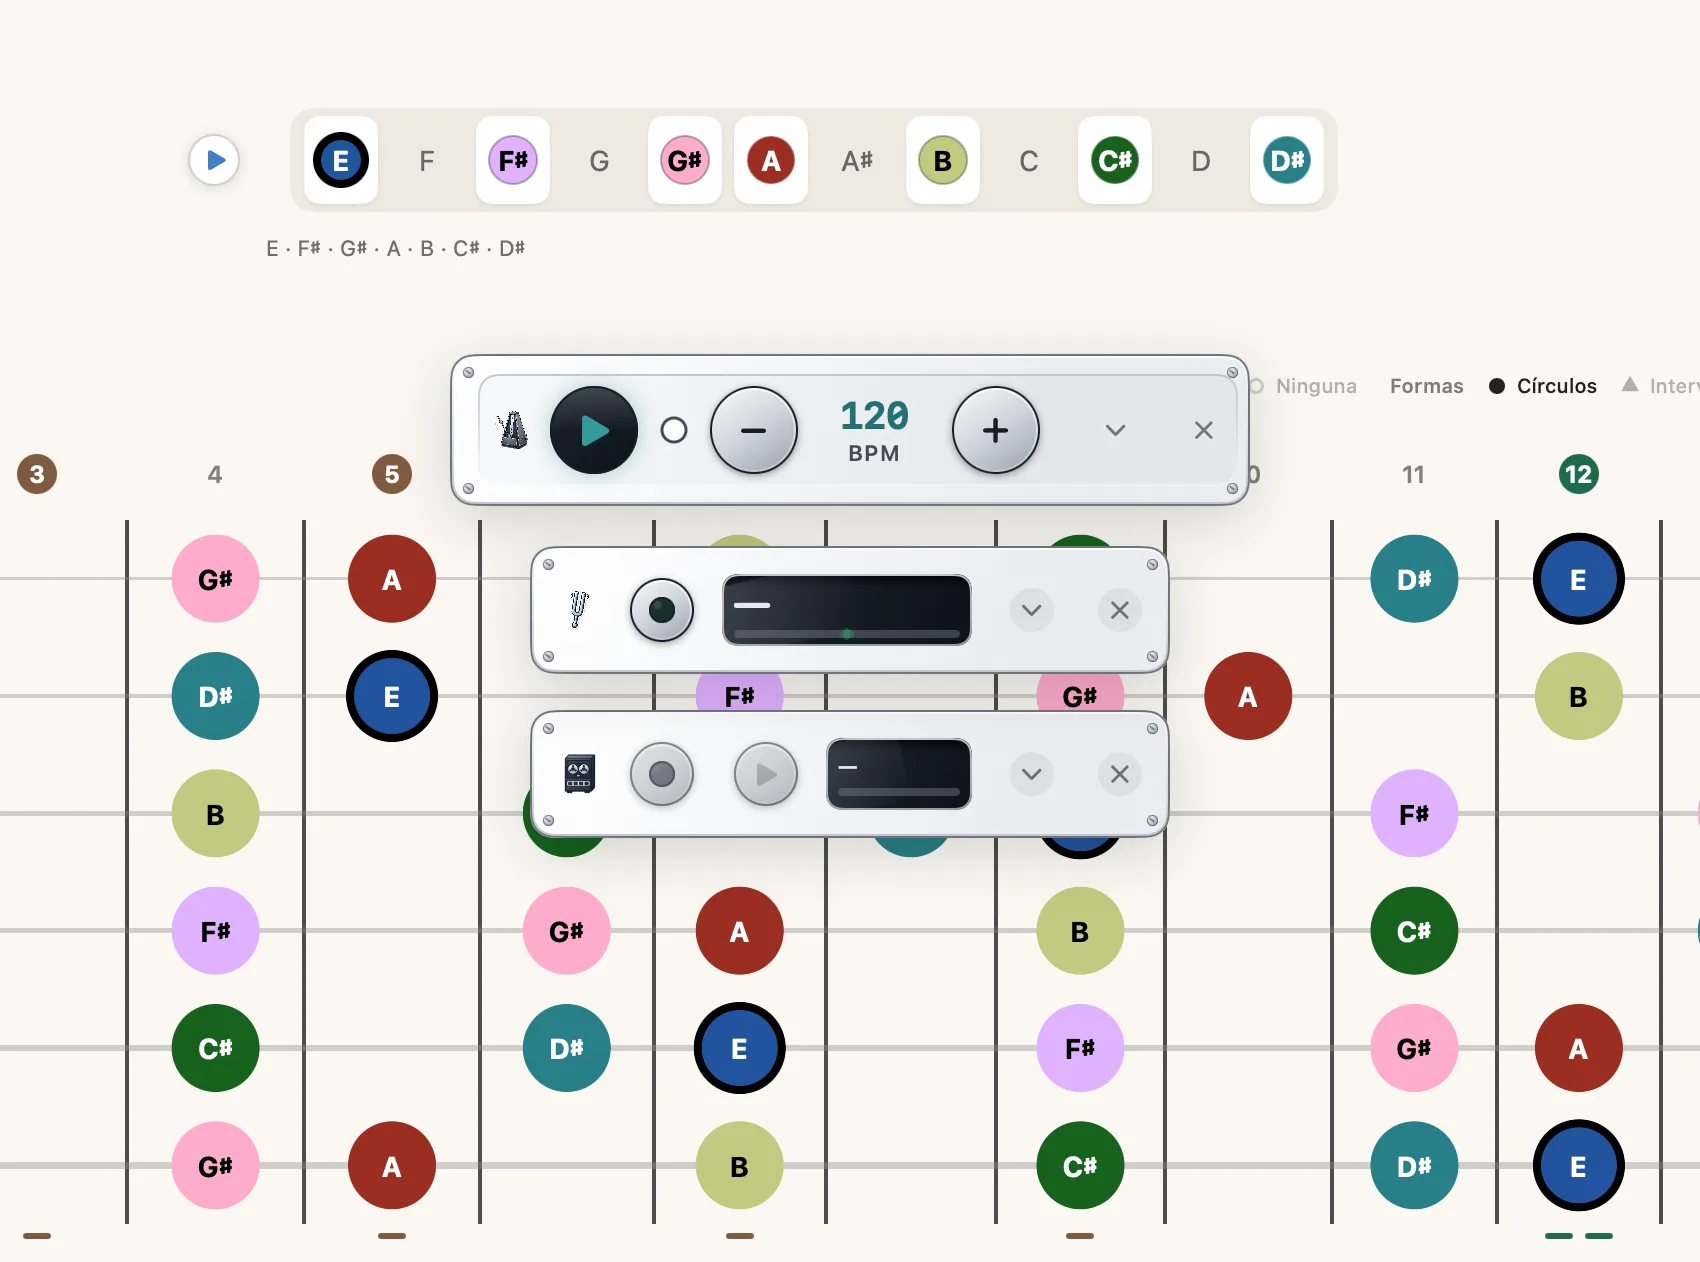 E F F# G G# A A# B C C# D D#
E · F# · G# · A · B · C# · D#
Ninguna Formas Círculos
120
BPM
3 4 5 11 12
G# A D# E
D# E F# G# A B
B F#
F# G# A B C#
C# D# E F# G# A
G# A B C# D# E